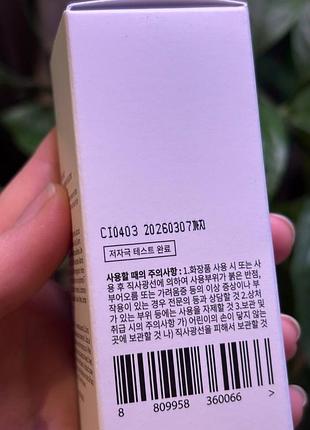 CI0403 20260307까지
저자극 테스트 완료
사용할 때의 주의사항 : 1.화장품 사용 시 또는 사
용 후 직사광선에 의하여 사용부위가 붉은 반점,
부어오름 또는 가려움증 등의 이상 증상이나 부
작용이 있는 경우 전문의 등과 상담할 것 2.상처
가 있는 부위 등에는 사용을 자제할 것 3.보관 및
취급 시의 주의사항 가) 어린이의 손이 닿지 않는
곳에 보관할 것 나) 직사광선을 피해서 보관할 것
8 809958 360066 >